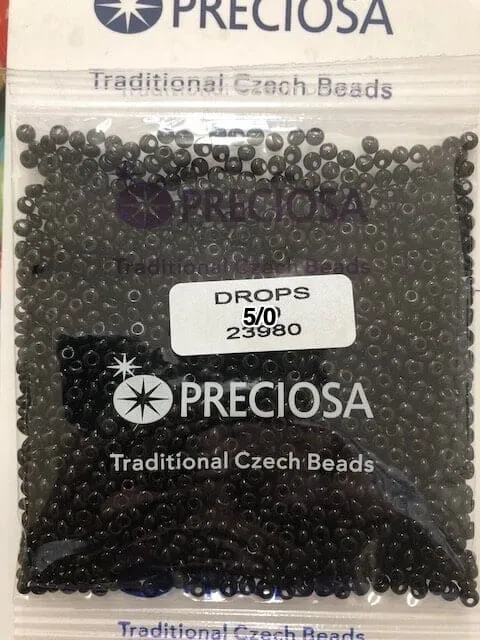 PRECIOSA
Traditional Czech Beads
PRECIOSA
Traditional Czech Beads
DROPS
5/0
23980
PRECIOSA
Traditional Czech Beads
Traditional Czech Beads